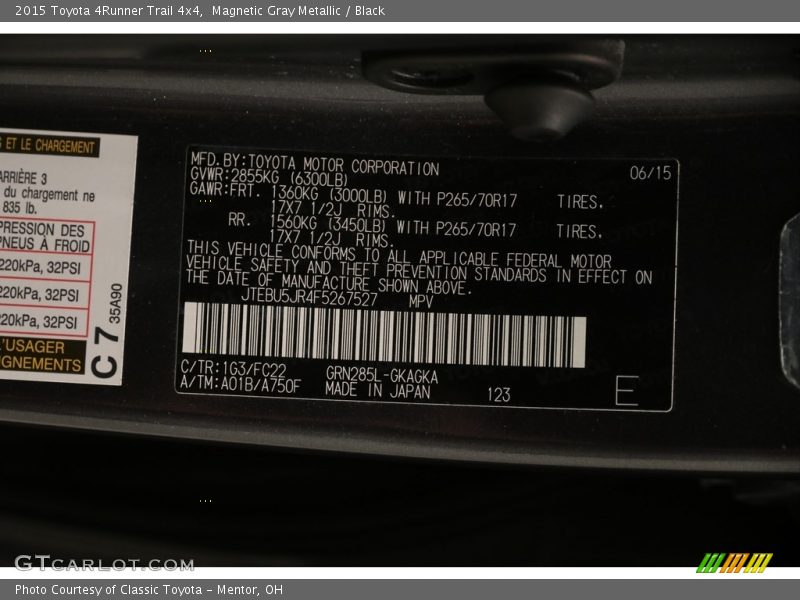 2015 Toyota 4Runner Trail 4x4,  Magnetic Gray Metallic / Black
ET LE CHARGEMENT
ARRIÈRE 3
du chargement ne
835 lb.
PRESSION DES
PNEUS À FROID
220kPa, 32PSI
220kPa, 32PSI
220kPa, 32PSI
L'USAGER
C 7 35A90
MFD. BY: TOYOTA MOTOR CORPORATION 06/15
GVWR: 2855KG (6300LB)
GAWR: FRT. 1360KG (3000LB) WITH P265/70R17 TIRES.
17X7 1/2J RIMS.
RR. 1560KG (3450LB) WITH P265/70R17 TIRES.
17X7 1/2J RIMS.
THIS VEHICLE CONFORMS TO ALL APPLICABLE FEDERAL MOTOR
VEHICLE SAFETY AND THEFT PREVENTION STANDARDS IN EFFECT ON
THE DATE OF MANUFACTURE SHOWN ABOVE.
JTEBU5JR4F5267527 MPV
C/TR: 1G3/FC22 GRN285L-GKAGKA
A/TM: A01B/A750F MADE IN JAPAN 123 E
GTCarLot.com
Photo Courtesy of Classic Toyota - Mentor, OH